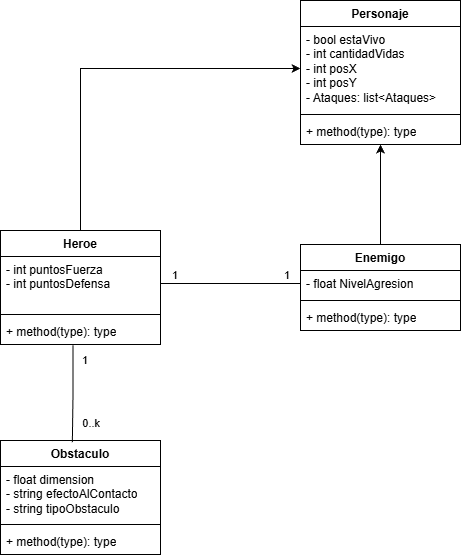 Personaje
- bool estaVivo
- int cantidadVidas
- int posX
- int posY
- Ataques: list<Ataques>
+ method(type): type
Heroe
- int puntosFuerza
- int puntosDefensa
+ method(type): type
1
1
Enemigo
- float NivelAgresion
+ method(type): type
1
0..k
Obstaculo
- float dimension
- string efectoAlContacto
- string tipoObstaculo
+ method(type): type